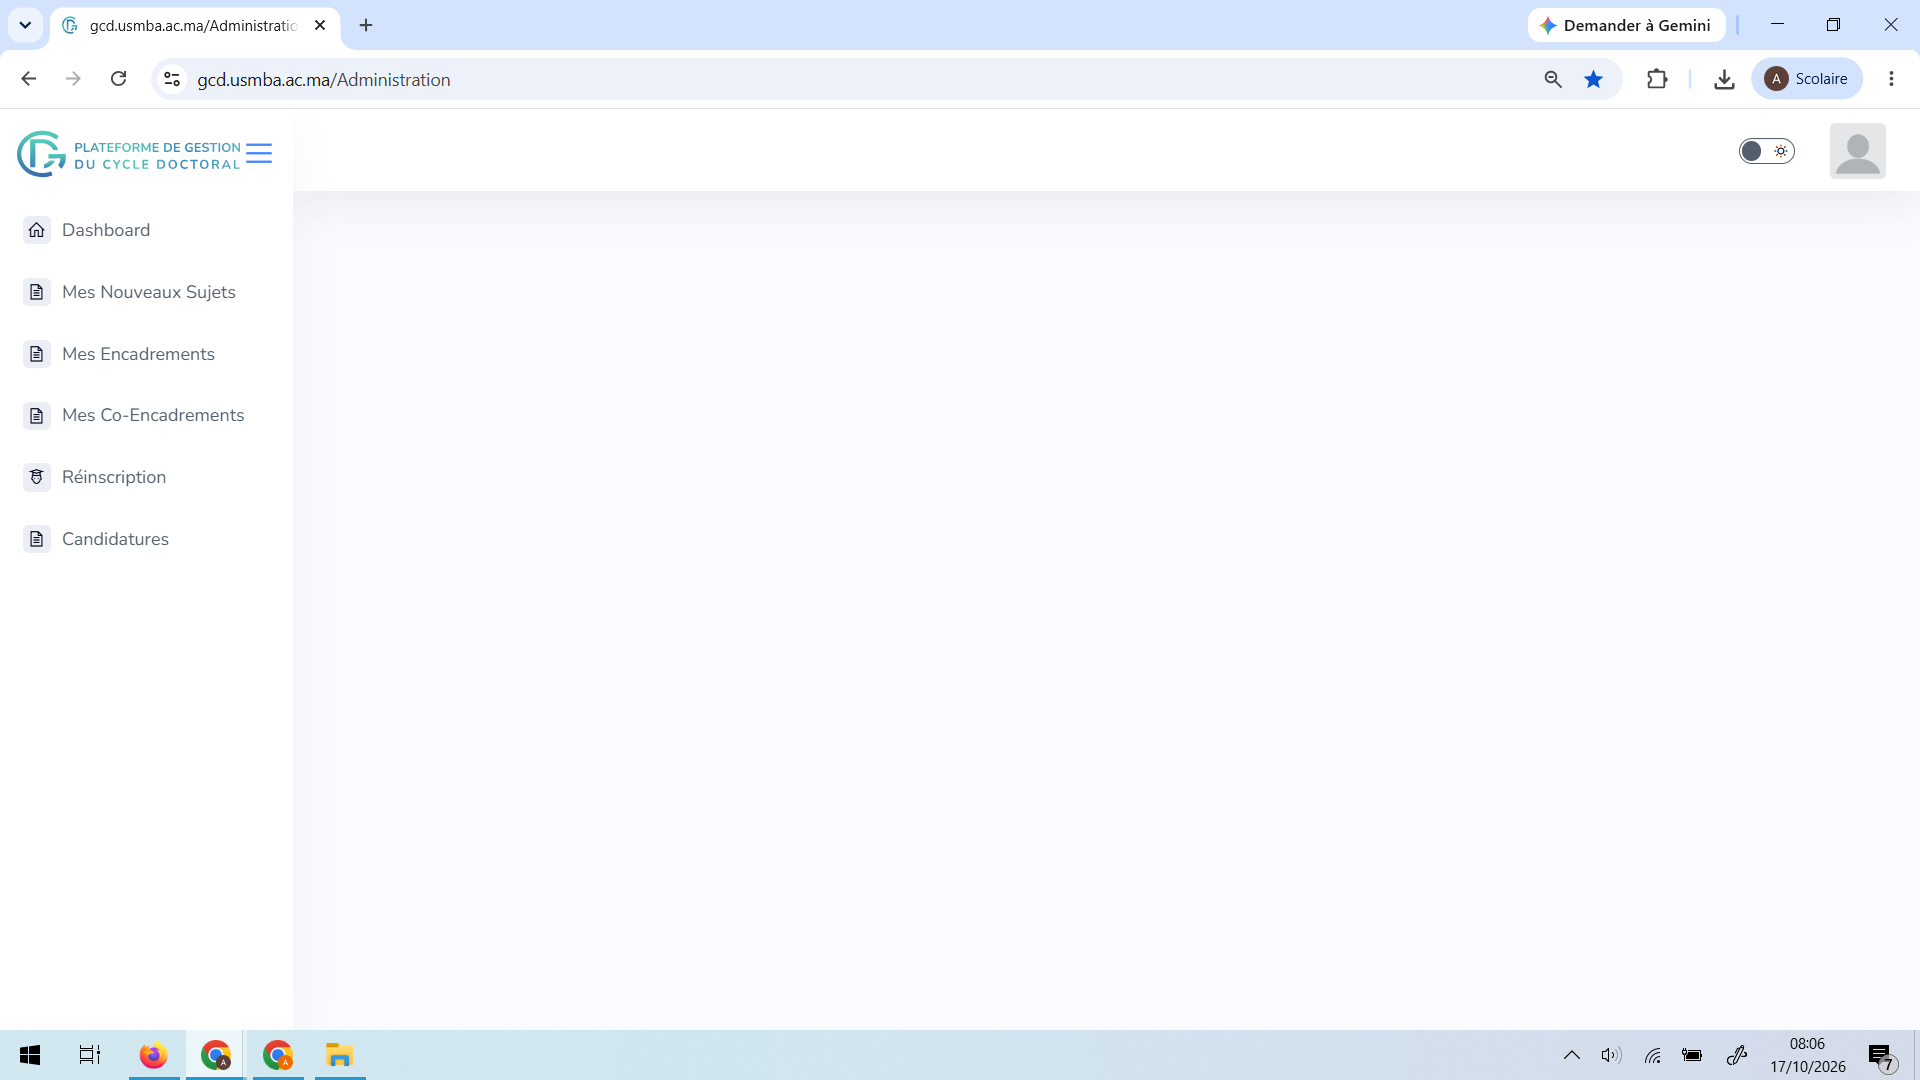 gcd.usmba.ac.ma/Administratio
Demander à Gemini
gcd.usmba.ac.ma/Administration
A
Scolaire
PLATEFORME DE GESTION
DU CYCLE DOCTORAL
Dashboard
Mes Nouveaux Sujets
Mes Encadrements
Mes Co-Encadrements
Réinscription
Candidatures
A
A
08:06
17/10/2026
7